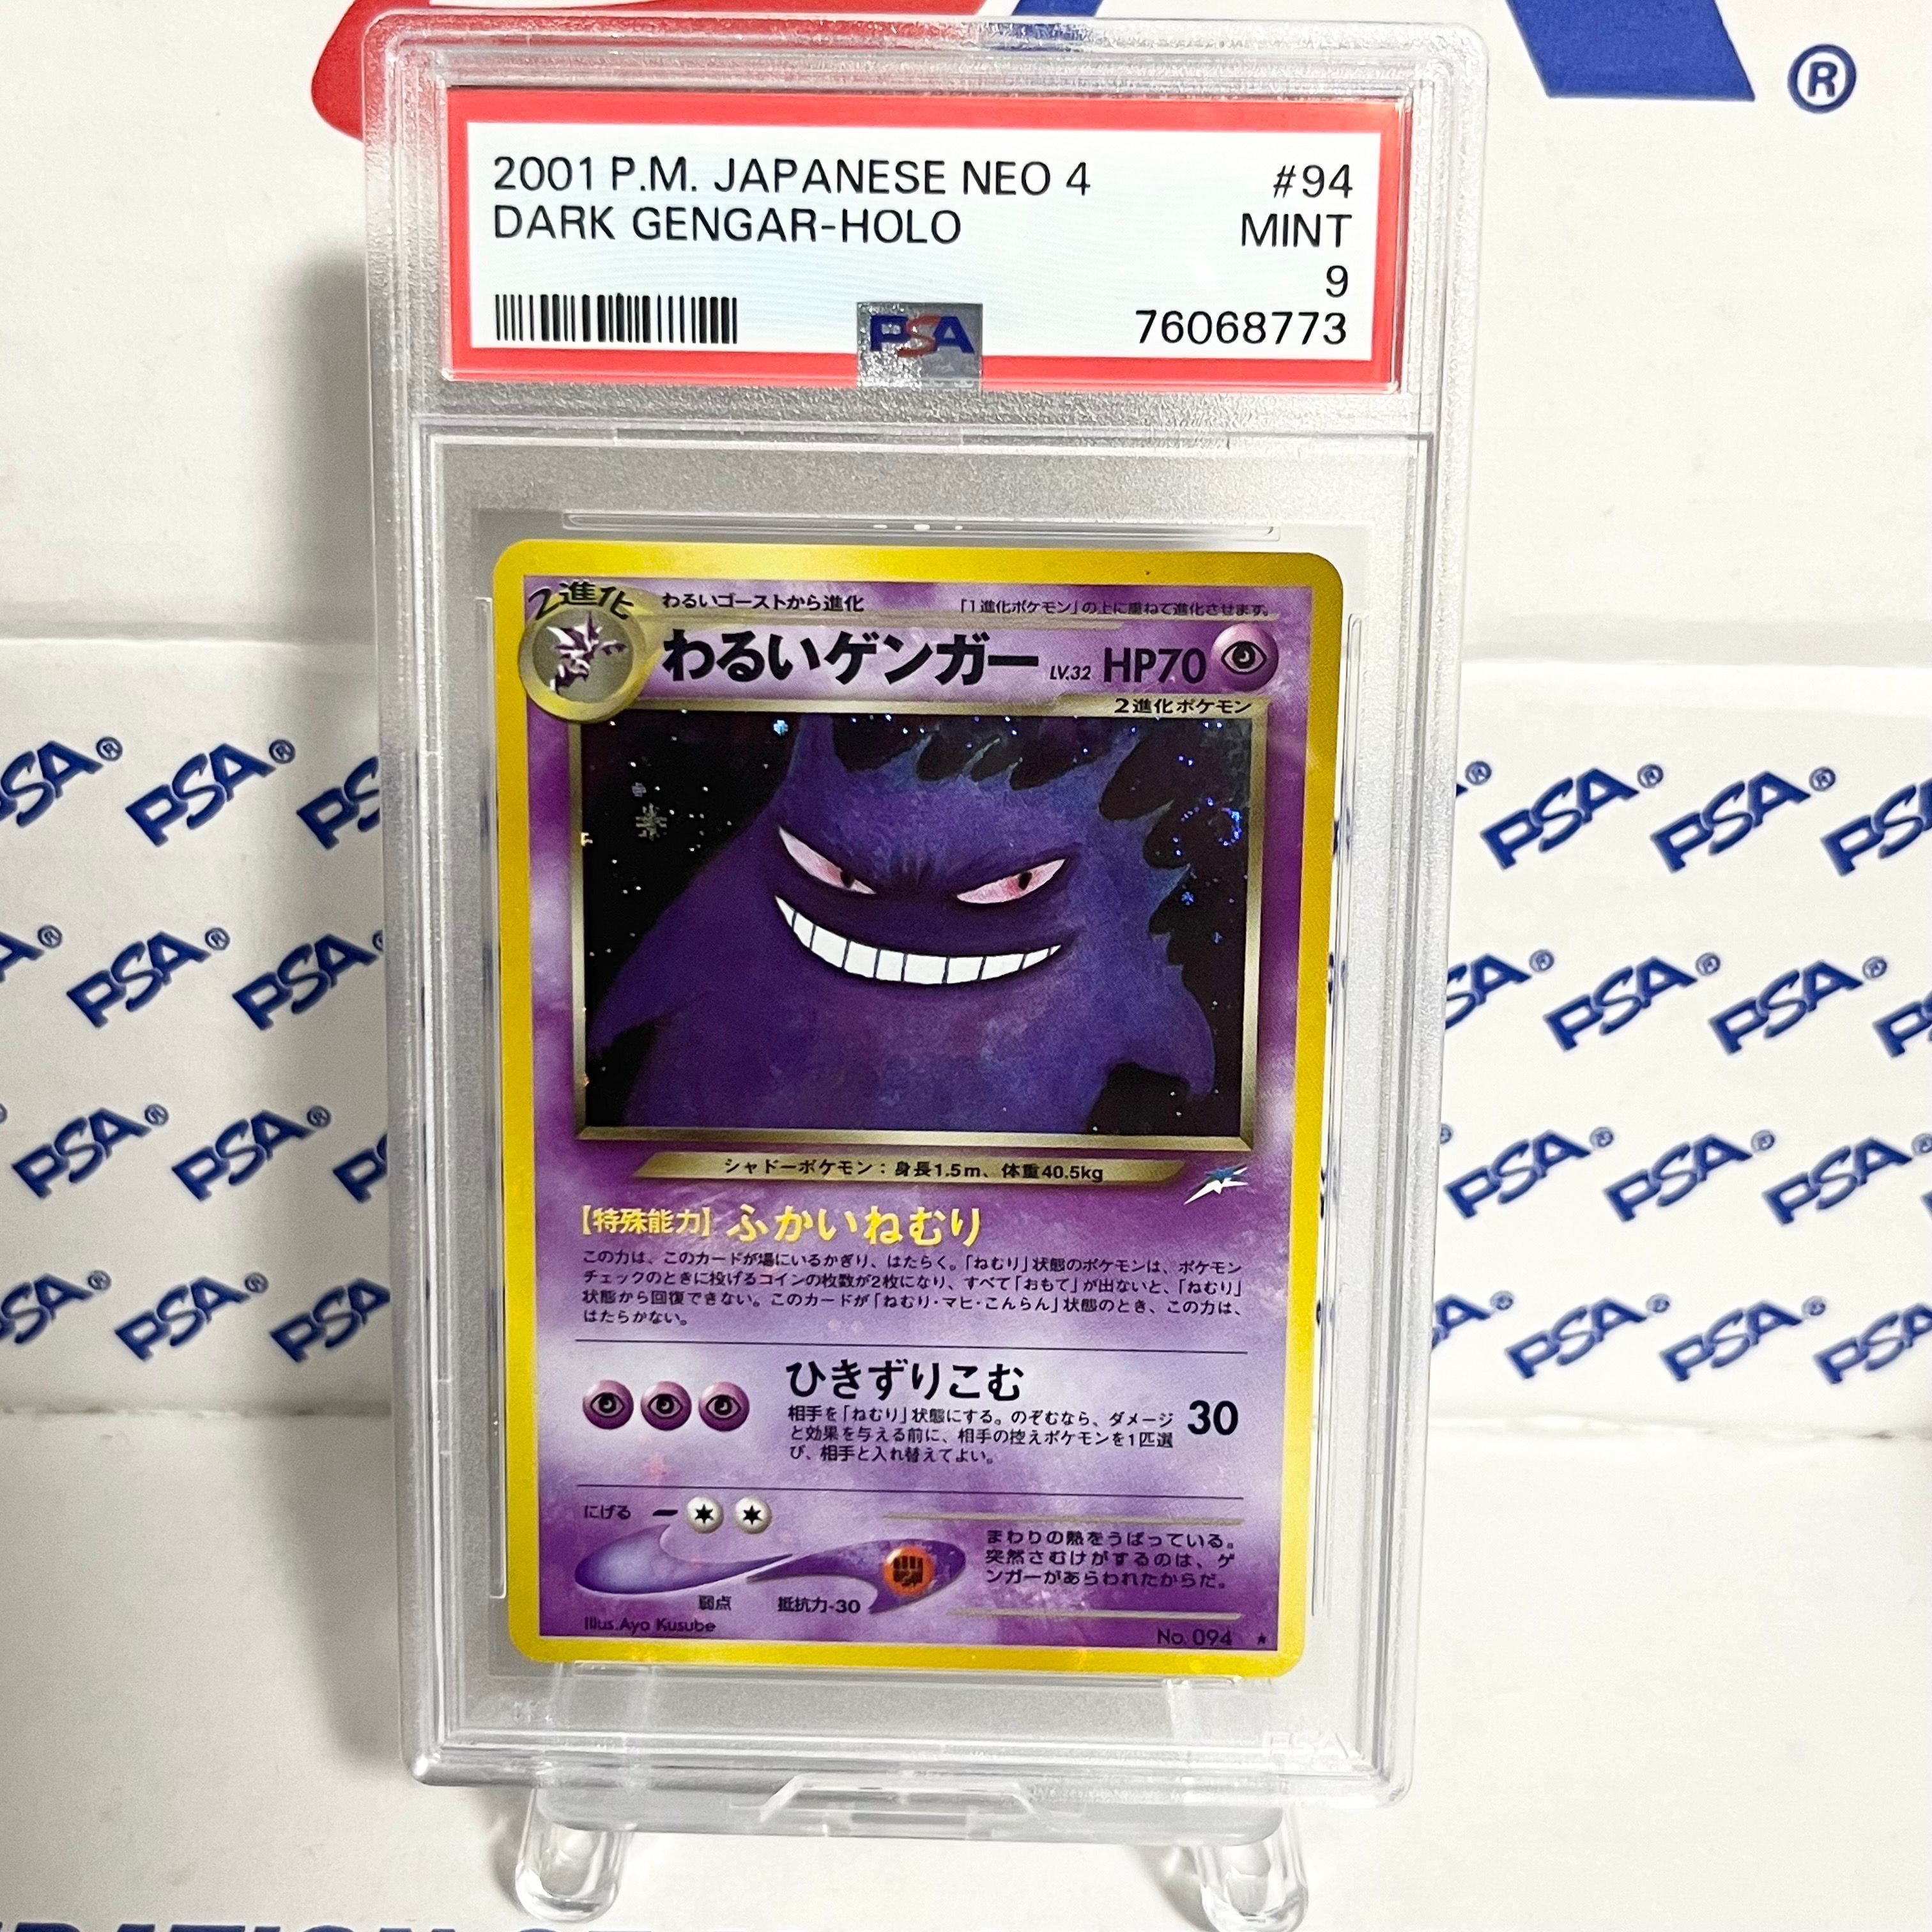 ®
2001 P.M. JAPANESE NEO 4 #94
DARK GENGAR-HOLO MINT
9
PSA 76068773
2進化
わるいゴーストから進化 「1進化ポケモン」の上に重ねて進化させます。
わるいゲンガー LV.32 HP70
2進化ポケモン
シャドーポケモン:身長1.5m、体重40.5kg
【特殊能力】 ふかいねむり
この力は、このカードが場にいるかぎり、はたらく。「ねむり」状態のポケモンは、ポケモン
チェックのときに投げるコインの枚数が2枚になり、すべて「おもて」が出ないと、「ねむり」
状態から回復できない。このカードが「ねむり・マヒ・こんらん」状態のとき、この力は、
はたらかない。
ひきずりこむ
相手を「ねむり」状態にする。のぞむなら、ダメージ
と効果を与える前に、相手の控えポケモンを1匹選
び、相手と入れ替えてよい。
30
にげる
まわりの熱をうばっている。
突然さむけがするのは、ゲ
ンガーがあらわれたからだ。
弱点 抵抗力-30
Illus.Ayo Kusube
No.094 ★
PSA® PSA® PSA® PSA® PSA®
PSA® PSA® PSA® PSA® PSA®
PSA® PSA® PSA® PSA® PSA®
PSA® PSA® PSA® PSA® PSA®